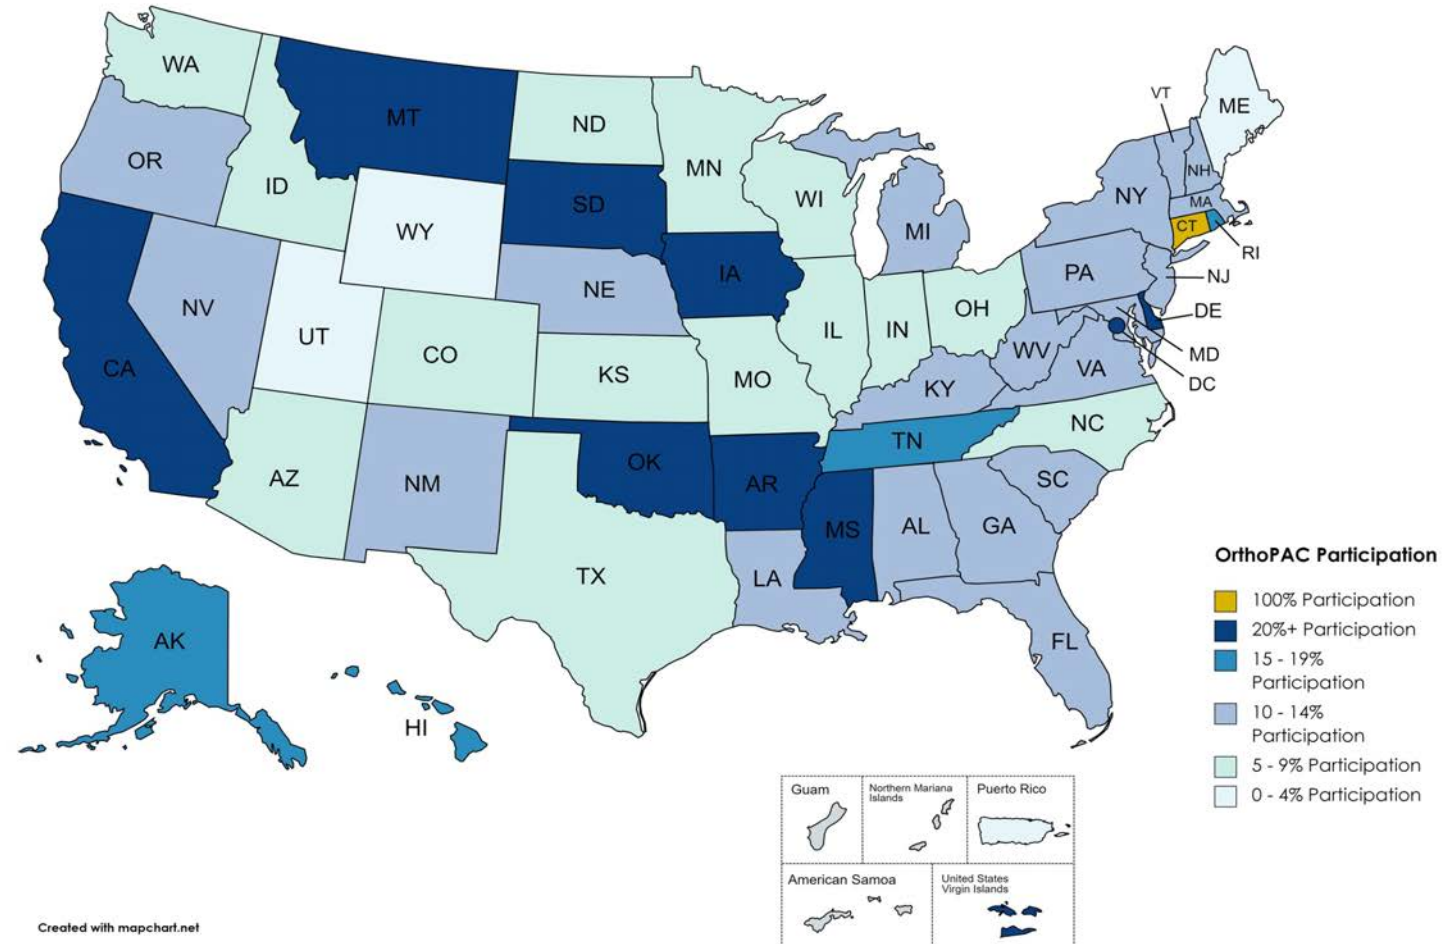 WA
MT
ND
MN
OR
ID
SD
WI
MI
VT
ME
NH
NY
MA
CT
RI
WY
IA
NE
PA
NJ
NV
UT
CO
IL
IN
OH
DE
CA
KS
MO
KY
WV
VA
MD
DC
AZ
NM
OK
AR
TN
NC
SC
MS
AL
GA
TX
LA
FL
AK
HI
OrthoPAC Participation
100% Participation
20%+ Participation
15 - 19%
Participation
10 - 14%
Participation
5 - 9% Participation
0 - 4% Participation
Guam
Northern Mariana
Islands
Puerto Rico
American Samoa
United States
Virgin Islands
Created with mapchart.net